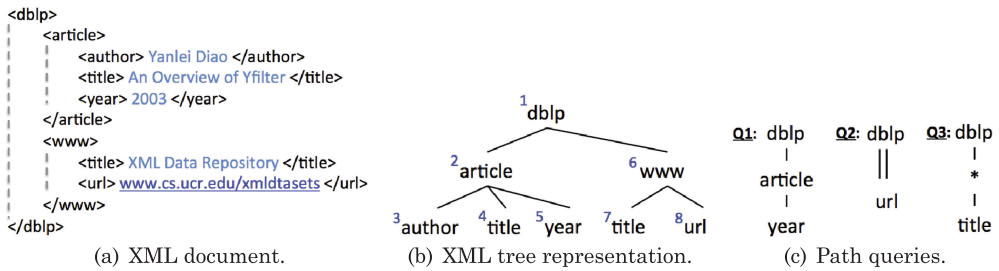 <dblp>
<article>
<author> Yanlei Diao </author>
<title> An Overview of Yfilter </title>
<year> 2003 </year>
</article>
<www>
<title> XML Data Repository </title>
<url> www.cs.ucr.edu/xmldtasets </url>
</www>
</dblp>
(a) XML document.
1 dblp
2 article 6 www
3 author 4 title 5 year 7 title 8 url
(b) XML tree representation.
Q1: dblp Q2: dblp Q3: dblp
article url *
year title
(c) Path queries.